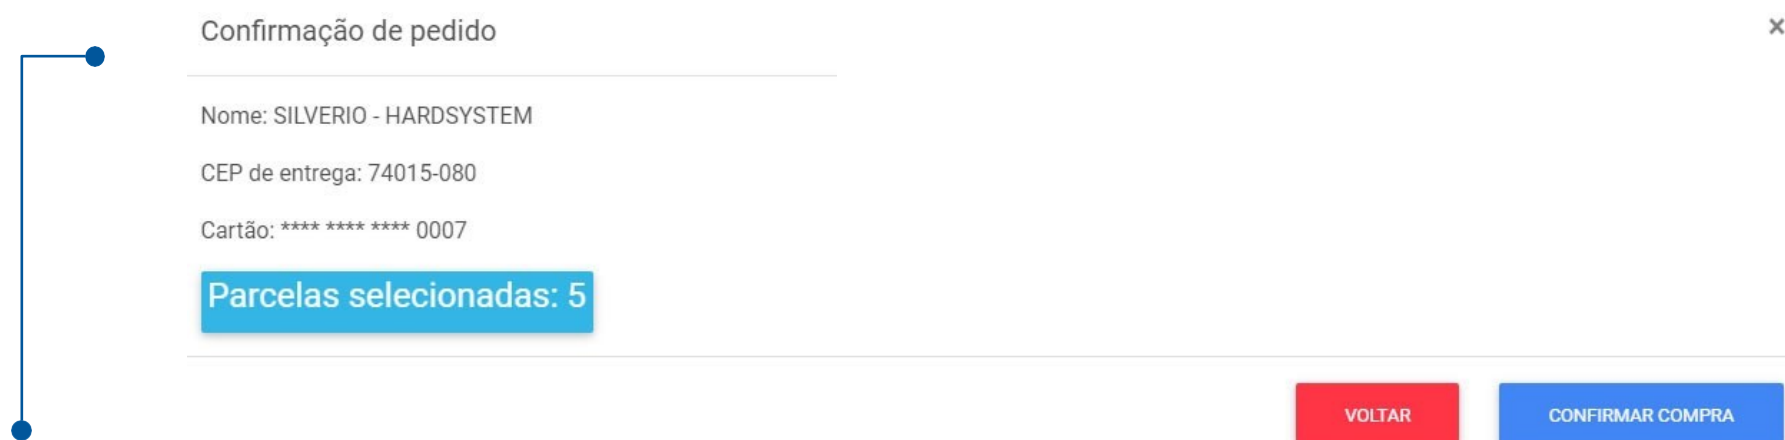 Confirmação de pedido
×
Nome: SILVERIO - HARDSYSTEM
CEP de entrega: 74015-080
Cartão: **** **** **** 0007
Parcelas selecionadas: 5
VOLTAR
CONFIRMAR COMPRA